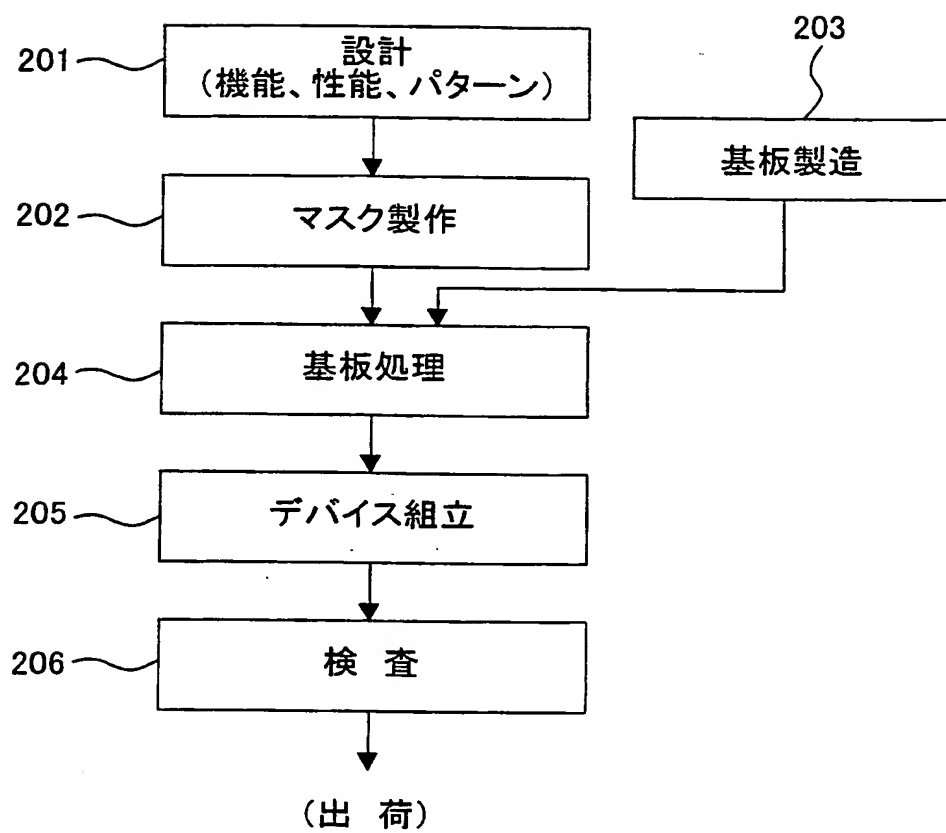 201
設計
(機能、性能、パターン)
203
基板製造
202
マスク製作
204
基板処理
205
デバイス組立
206
検 査
(出 荷)